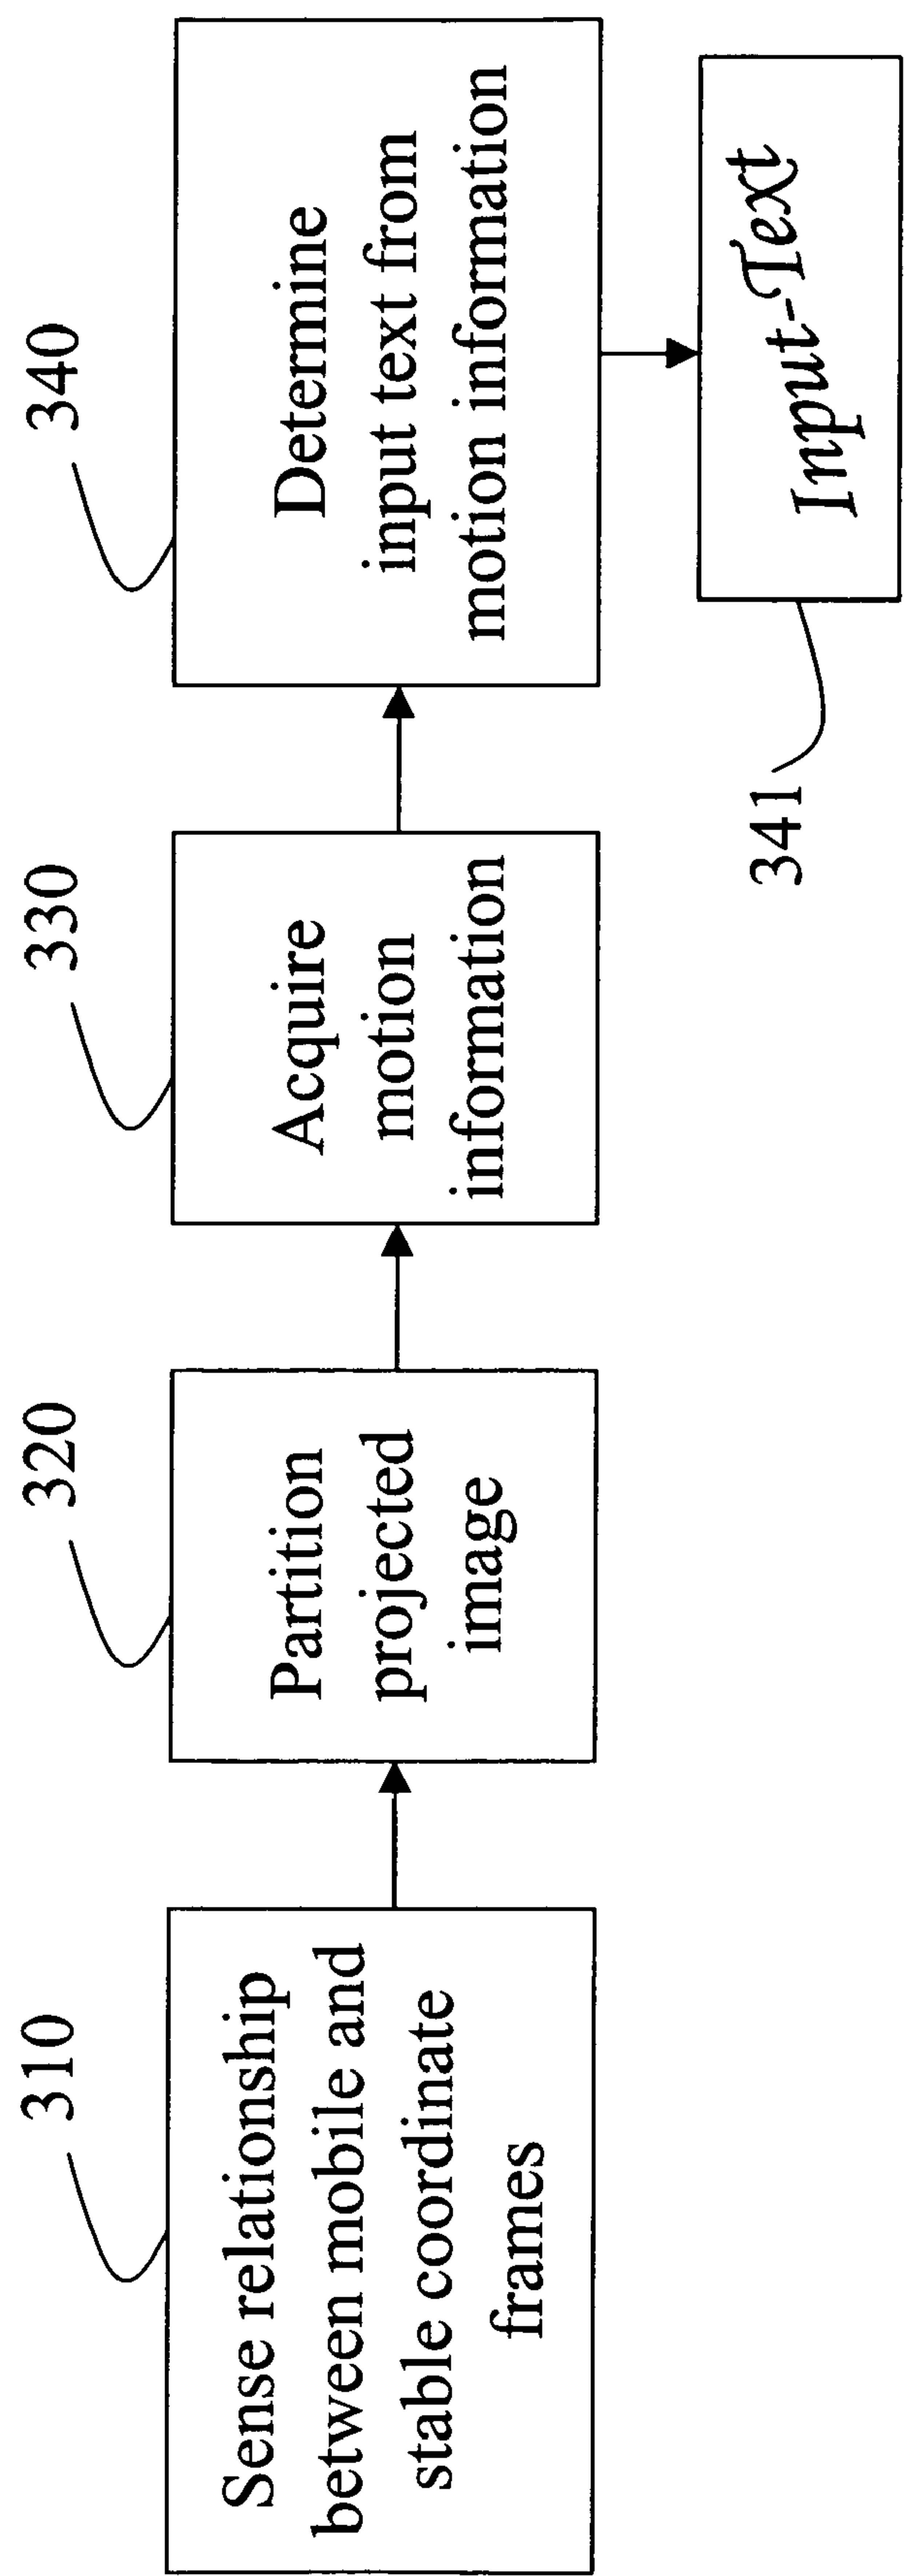 310
Sense relationship
between mobile and
stable coordinate
frames
320
Partition
projected
image
330
Acquire
motion
information
340
Determine
input text from
motion information
341
Input-Text